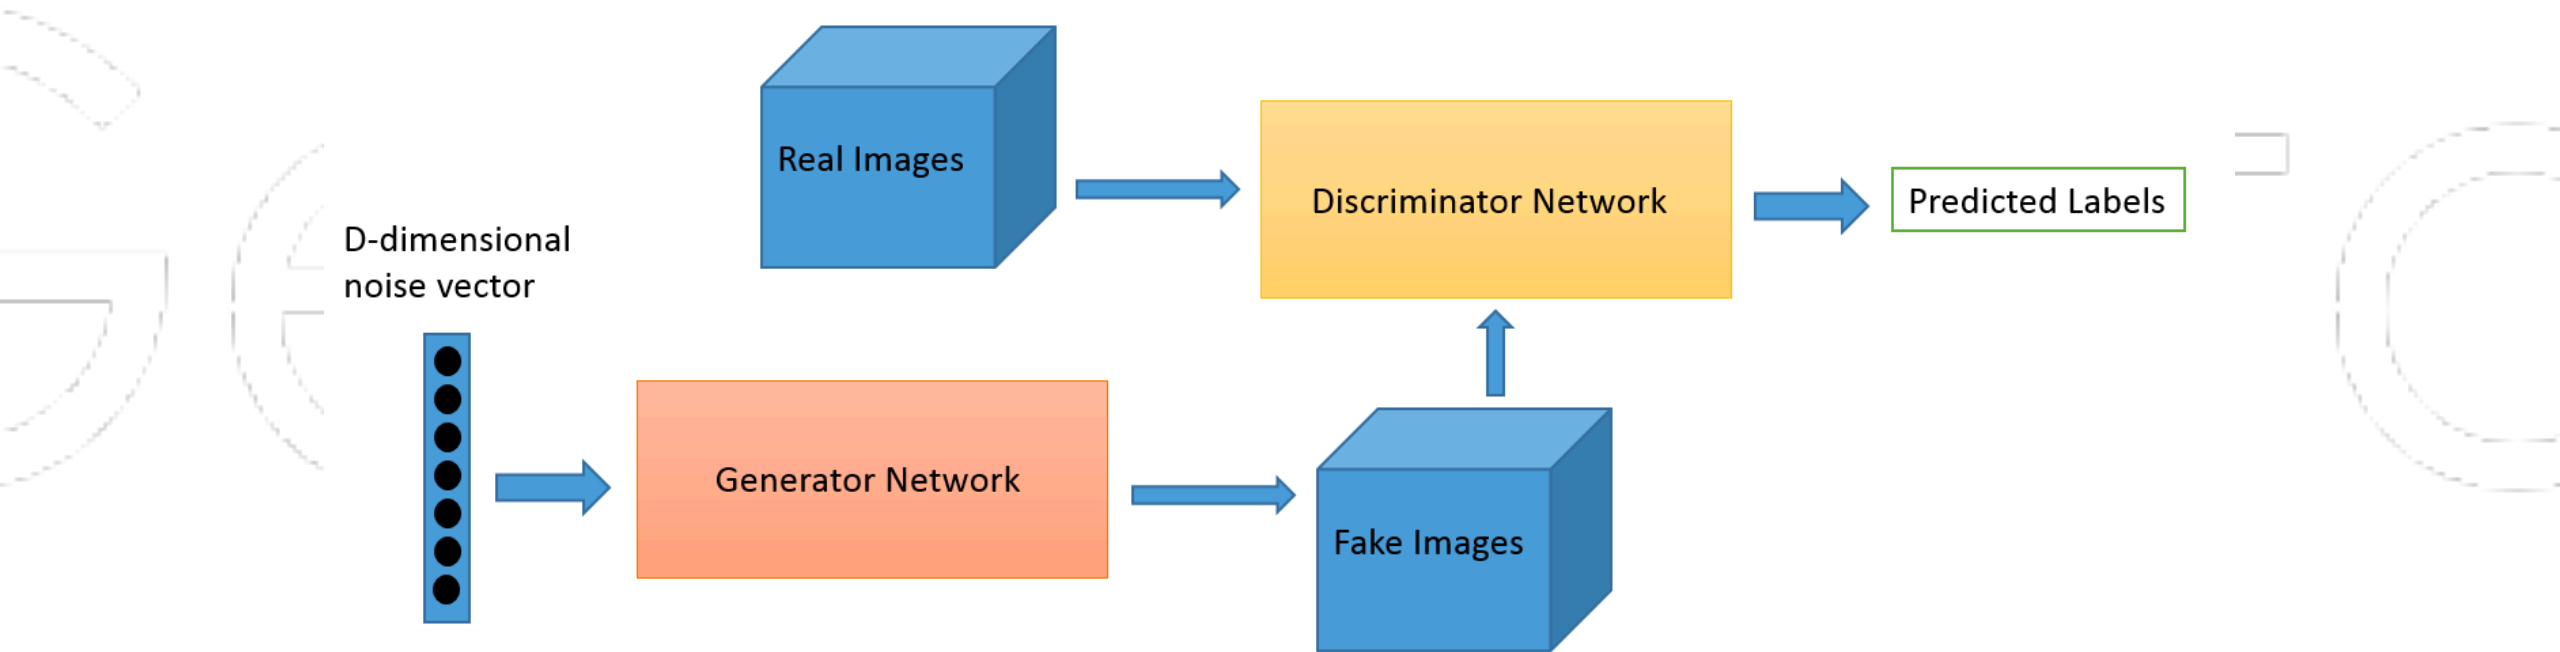 Real Images
Discriminator Network
Predicted Labels
D-dimensional
noise vector
Generator Network
Fake Images